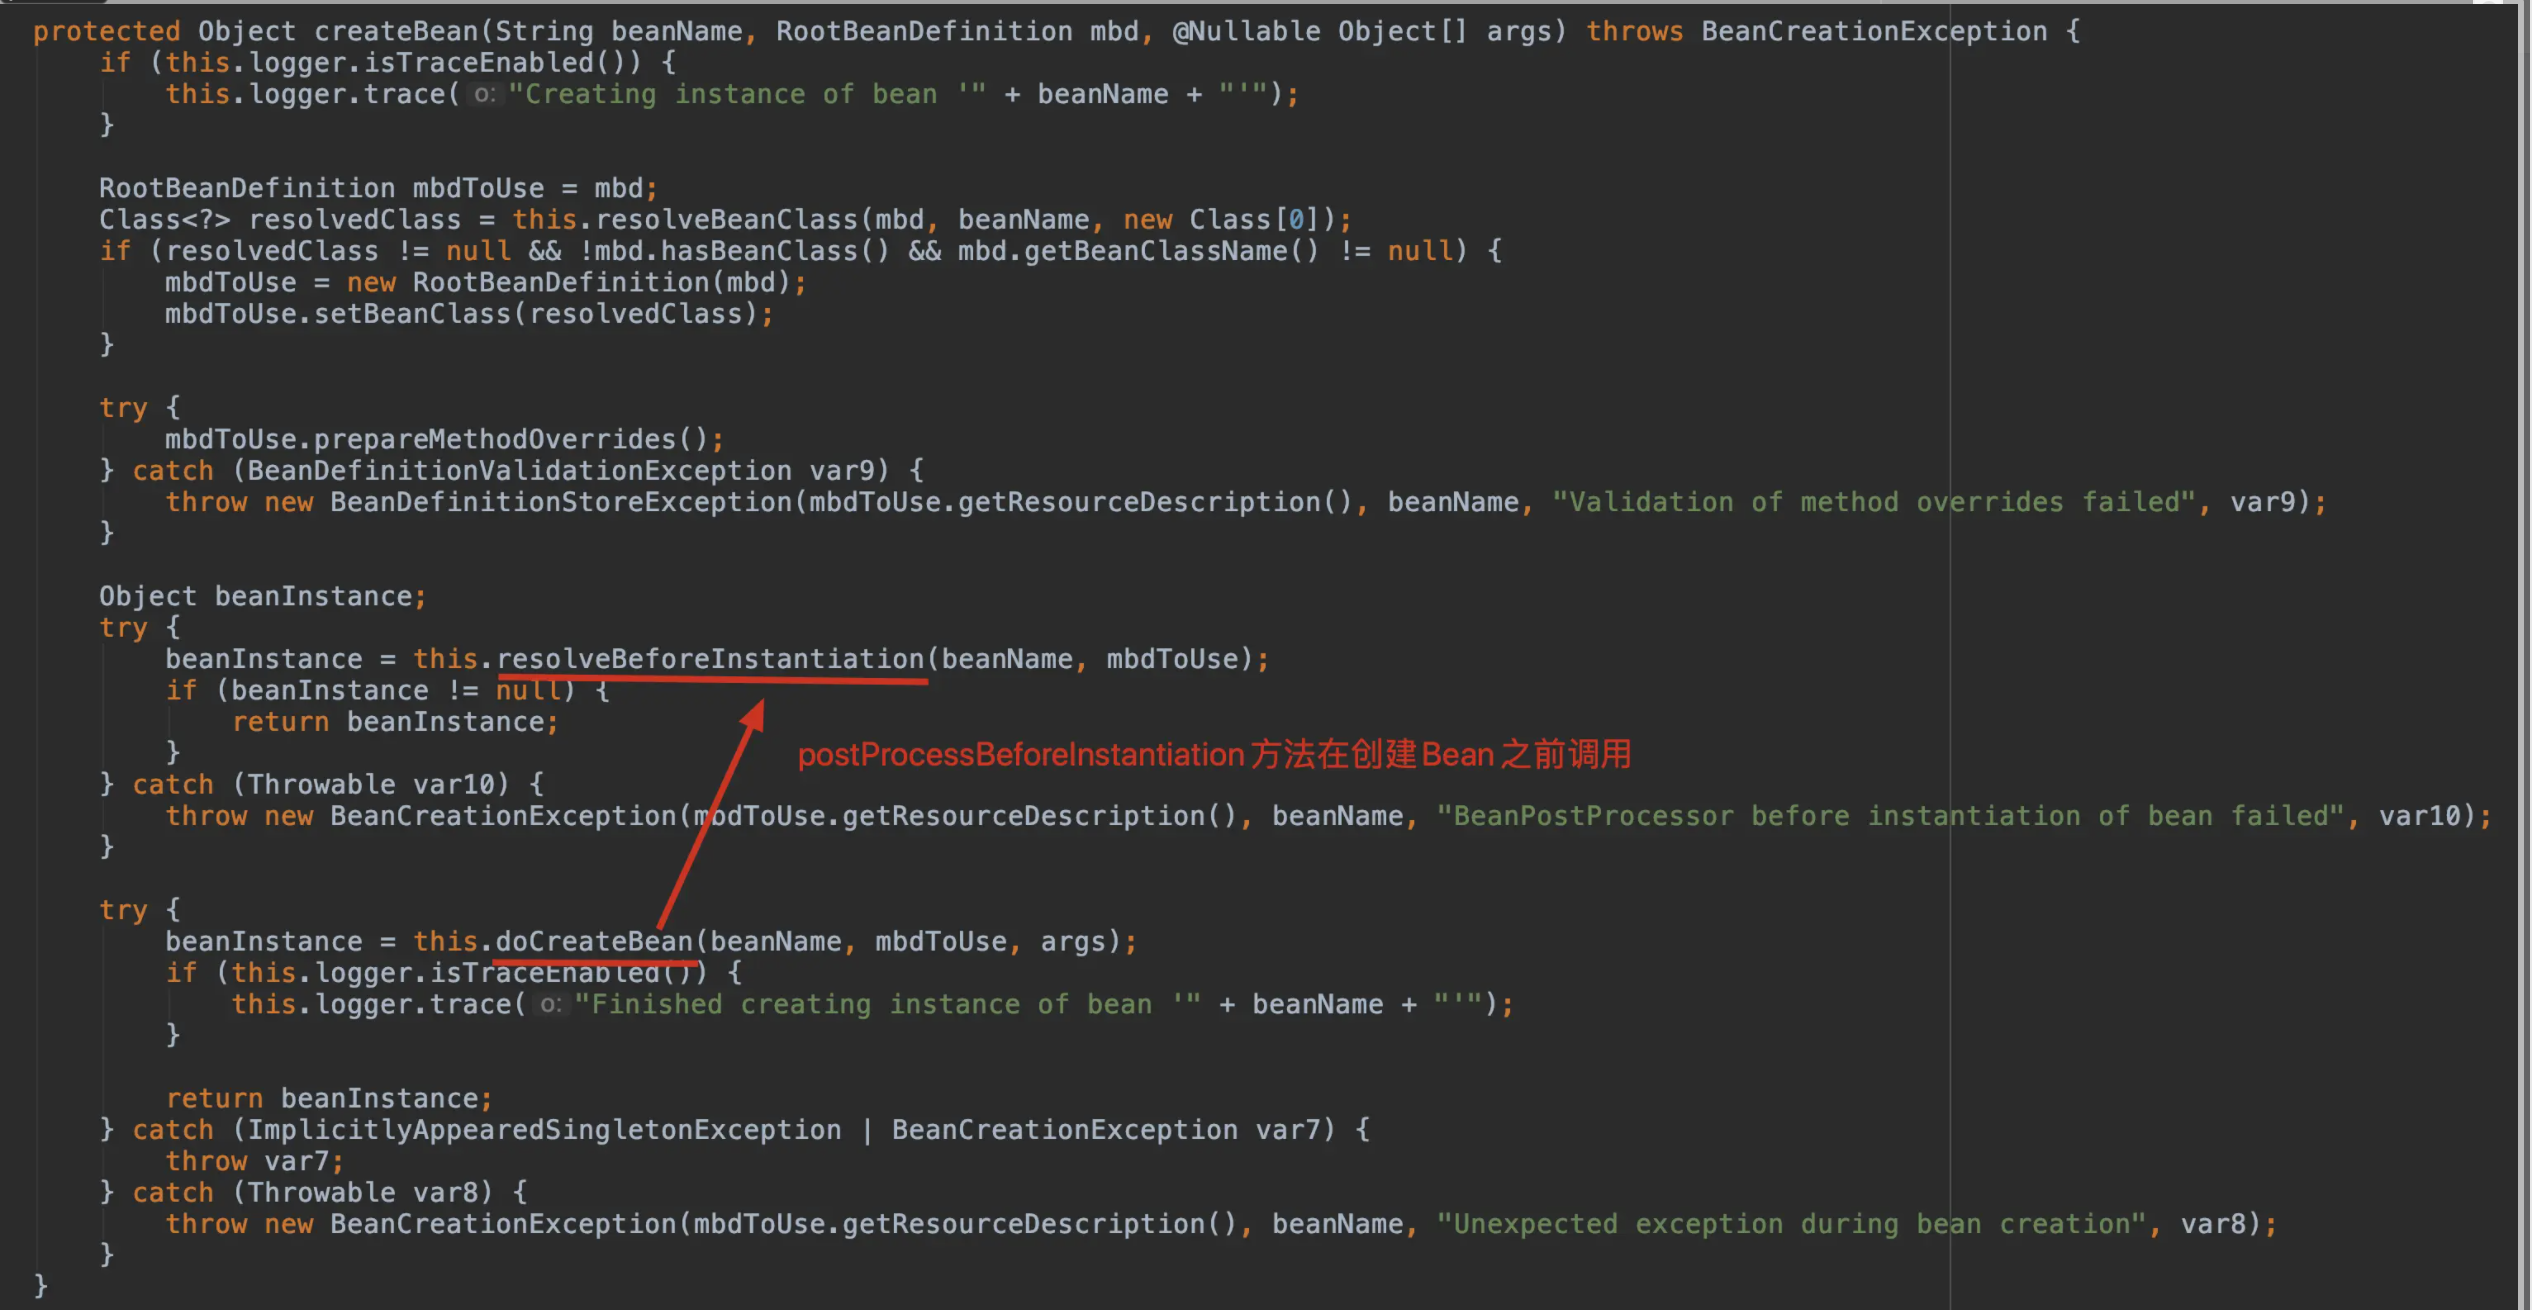 protected Object createBean(String beanName, RootBeanDefinition mbd, @Nullable Object[] args) throws BeanCreationException {
    if (this.logger.isTraceEnabled()) {
        this.logger.trace( o: "Creating instance of bean '" + beanName + "'");
    }

    RootBeanDefinition mbdToUse = mbd;
    Class<?> resolvedClass = this.resolveBeanClass(mbd, beanName, new Class[0]);
    if (resolvedClass != null && !mbd.hasBeanClass() && mbd.getBeanClassName() != null) {
        mbdToUse = new RootBeanDefinition(mbd);
        mbdToUse.setBeanClass(resolvedClass);
    }

    try {
        mbdToUse.prepareMethodOverrides();
    } catch (BeanDefinitionValidationException var9) {
        throw new BeanDefinitionStoreException(mbdToUse.getResourceDescription(), beanName, "Validation of method overrides failed", var9);
    }

    Object beanInstance;
    try {
        beanInstance = this.resolveBeforeInstantiation(beanName, mbdToUse);
        if (beanInstance != null) {
            return beanInstance;
        }
postProcessBeforeInstantiation 方法在创建Bean 之前调用
    } catch (Throwable var10) {
        throw new BeanCreationException(mbdToUse.getResourceDescription(), beanName, "BeanPostProcessor before instantiation of bean failed", var10);
    }

    try {
        beanInstance = this.doCreateBean(beanName, mbdToUse, args);
        if (this.logger.isTraceEnabled()) {
            this.logger.trace( o: "Finished creating instance of bean '" + beanName + "'");
        }

        return beanInstance;
    } catch (ImplicitlyAppearedSingletonException | BeanCreationException var7) {
        throw var7;
    } catch (Throwable var8) {
        throw new BeanCreationException(mbdToUse.getResourceDescription(), beanName, "Unexpected exception during bean creation", var8);
    }
}